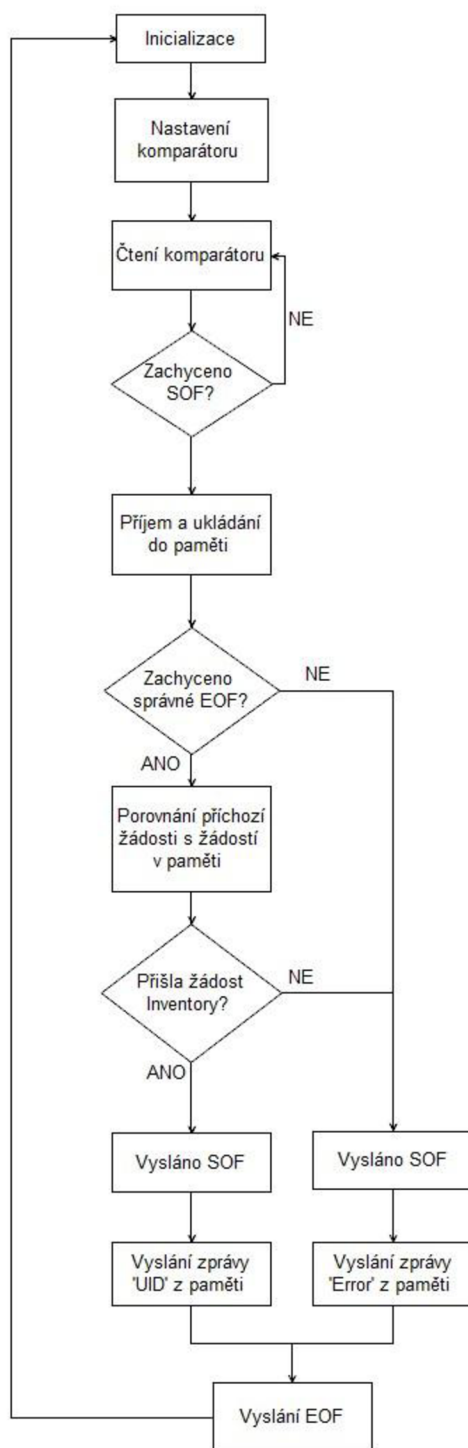 Inicializace
Nastavení
komparátoru
Čtení komparátoru
NE
Zachyceno
SOF?
Příjem a ukládání
do paměti
Zachyceno
správné EOF?
NE
ANO
Porovnání příchozí
žádosti s žádostí
v paměti
Přišla žádost
Inventory?
NE
ANO
Vysláno SOF
Vysláno SOF
Vyslání zprávy
'UID' z paměti
Vyslání zprávy
'Error' z paměti
Vyslání EOF